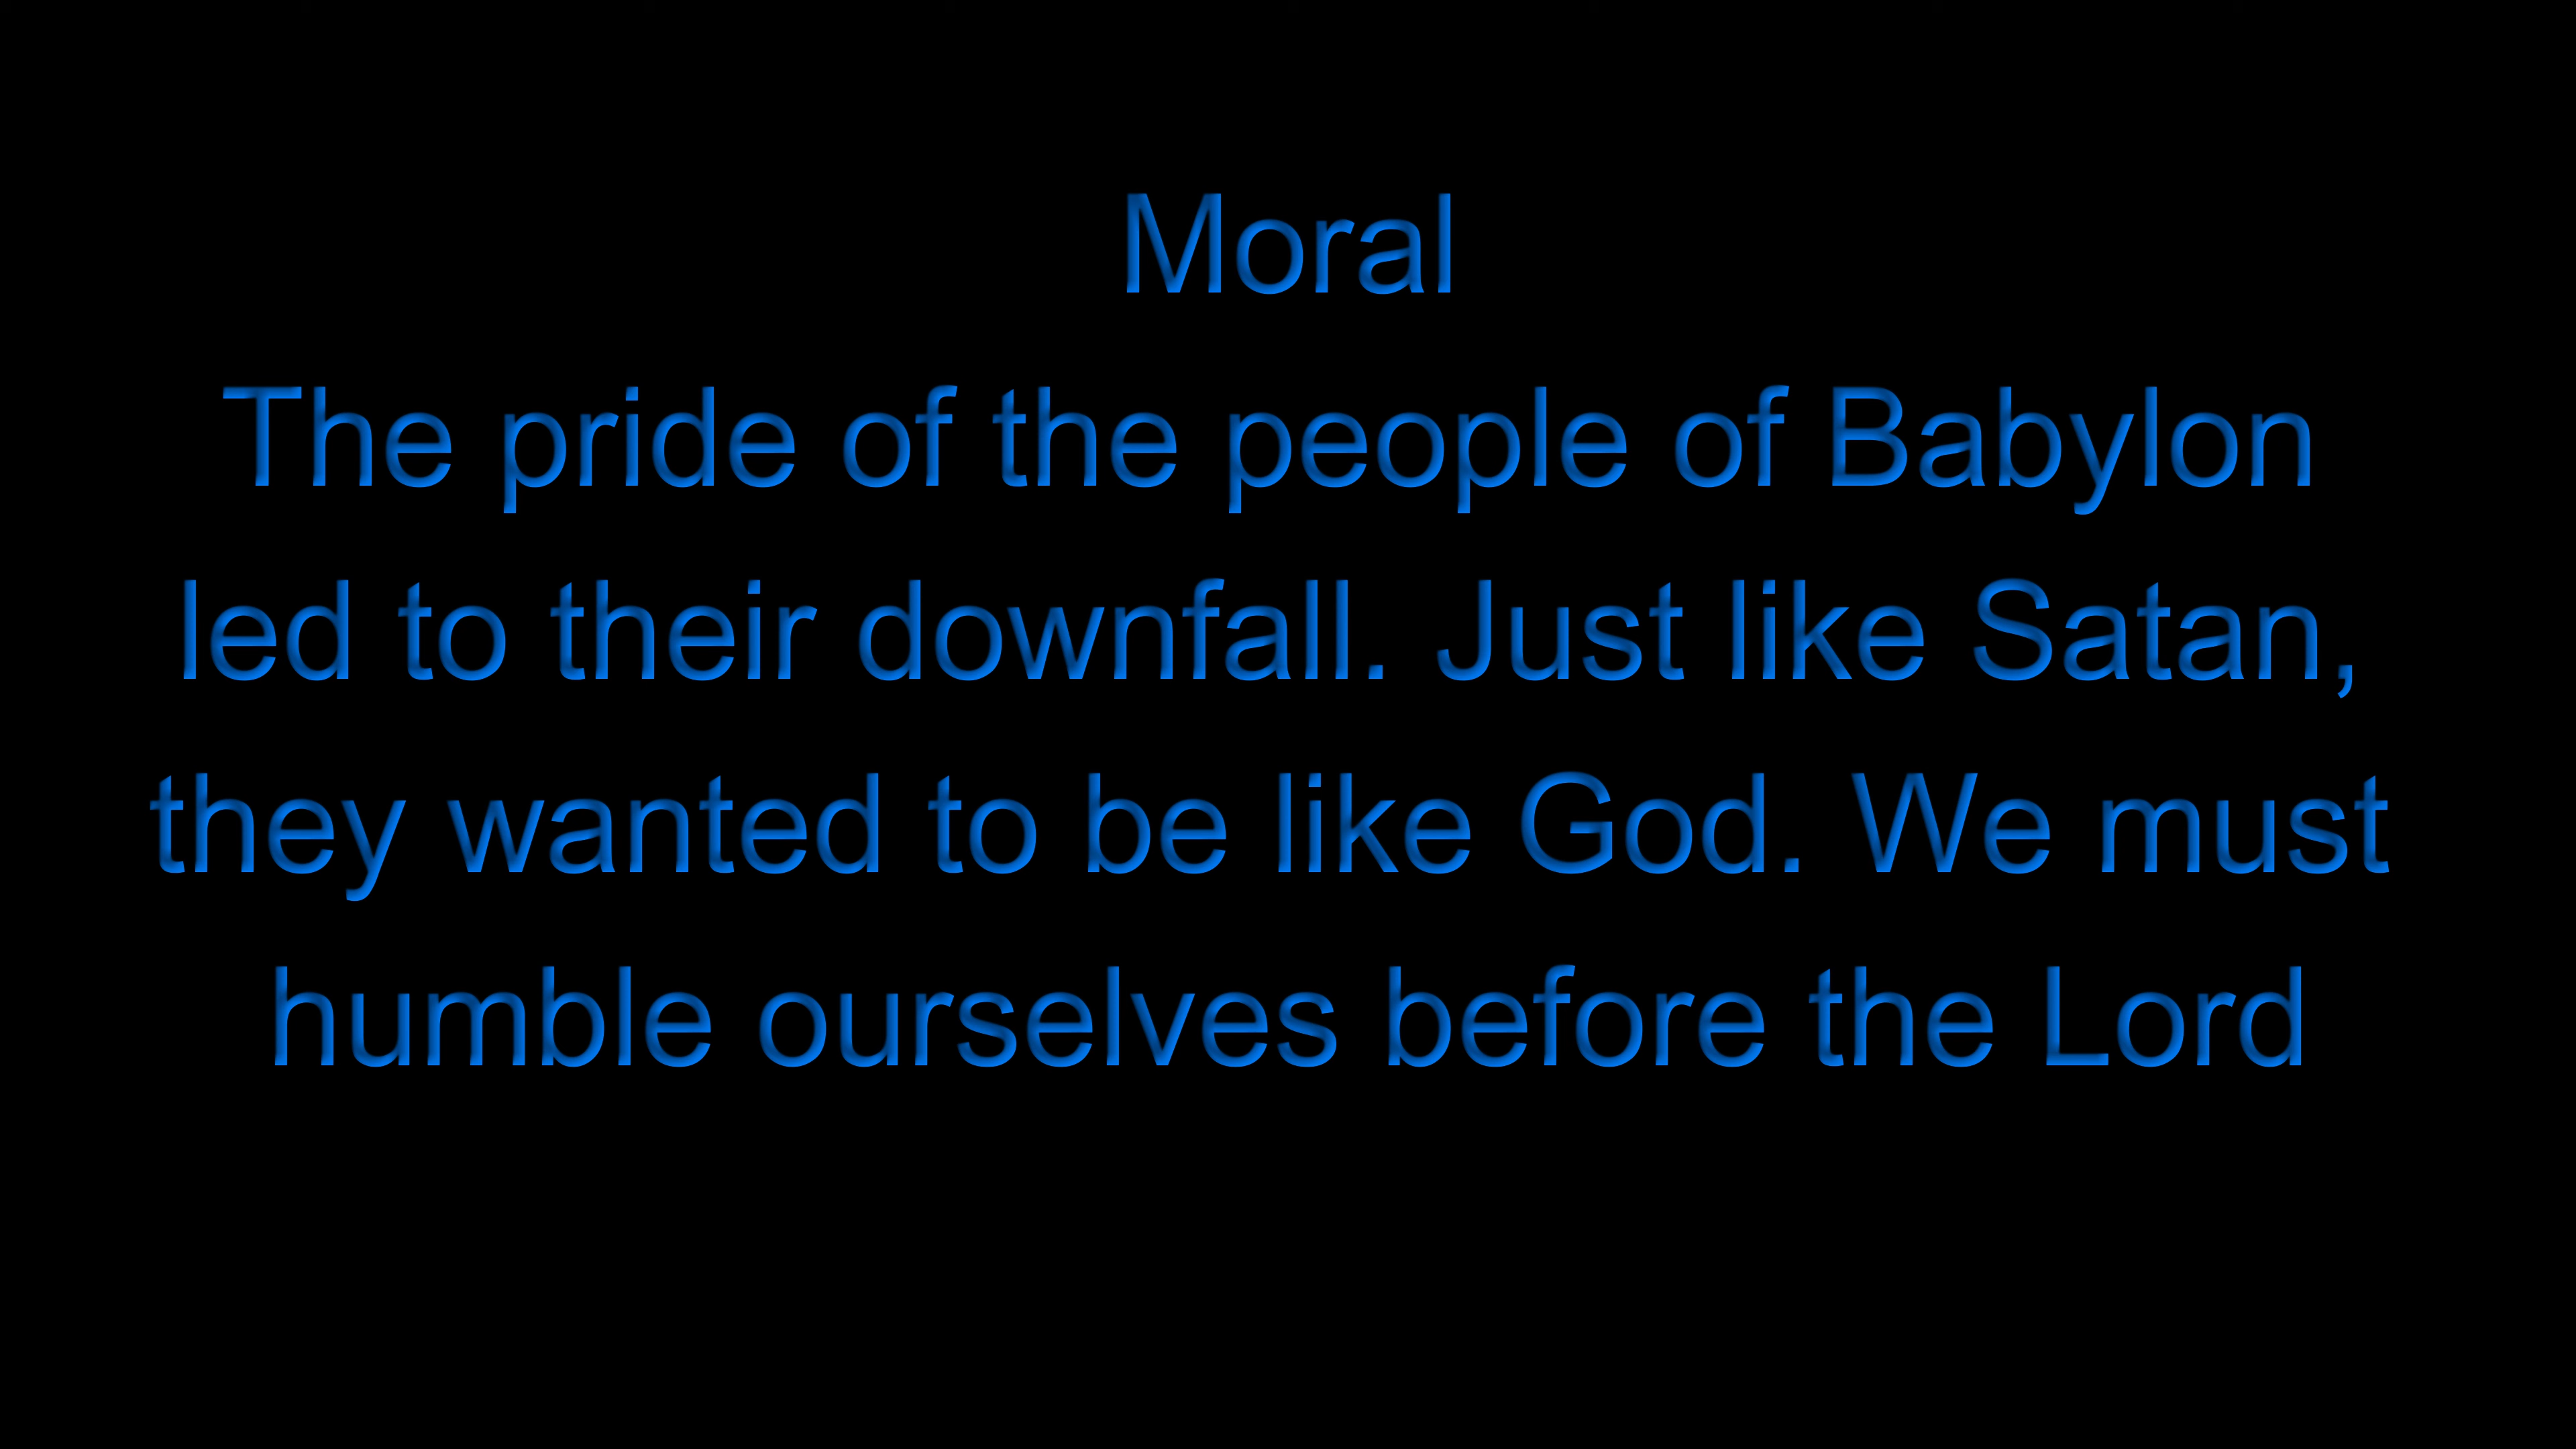 Moral
The pride of the people of Babylon
led to their downfall. Just like Satan,
they wanted to be like God. We must
humble ourselves before the Lord